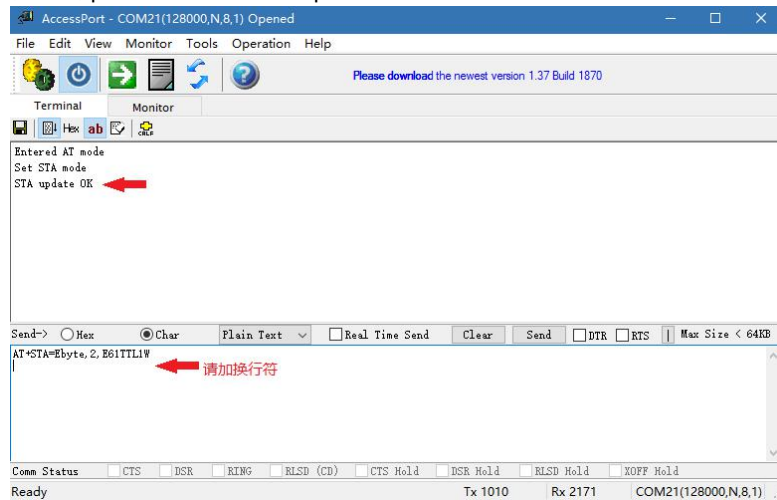 AccessPort - COM21(128000,N,8,1) Opened
File Edit View Monitor Tools Operation Help
Please download the newest version 1.37 Build 1870
Terminal Monitor
Hex ab CRLF
Entered AT mode
Set STA mode
STA update OK
Send-> Hex Char Plain Text Real Time Send Clear Send DTR RTS Max Size < 64KB
AT+STA=Ebyte,2,E61TTL1W
请加换行符
Comm Status CTS DSR RING RLSD (CD) CTS Hold DSR Hold RLSD Hold XOFF Hold
Ready Tx 1010 Rx 2171 COM21(128000,N,8,1)